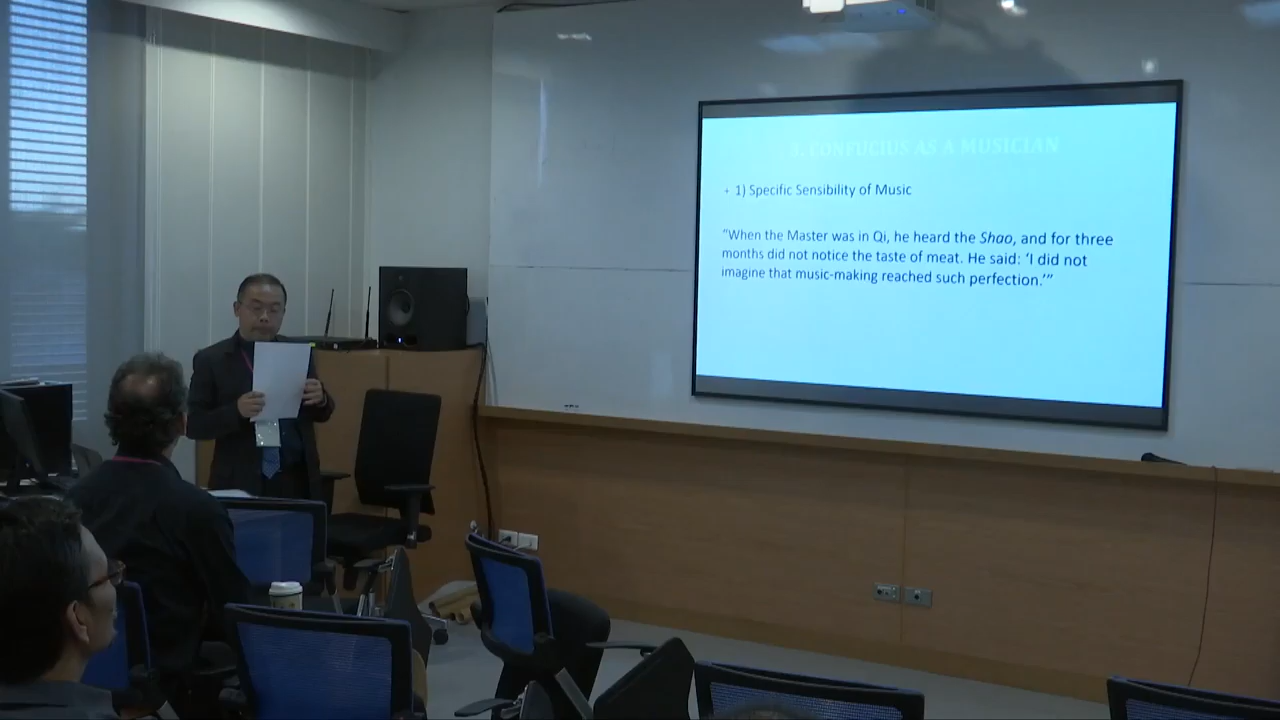 3. CONFUCIUS AS A MUSICIAN
+ 1) Specific Sensibility of Music
“When the Master was in Qi, he heard the Shao, and for three
months did not notice the taste of meat. He said: ‘I did not
imagine that music-making reached such perfection.’”